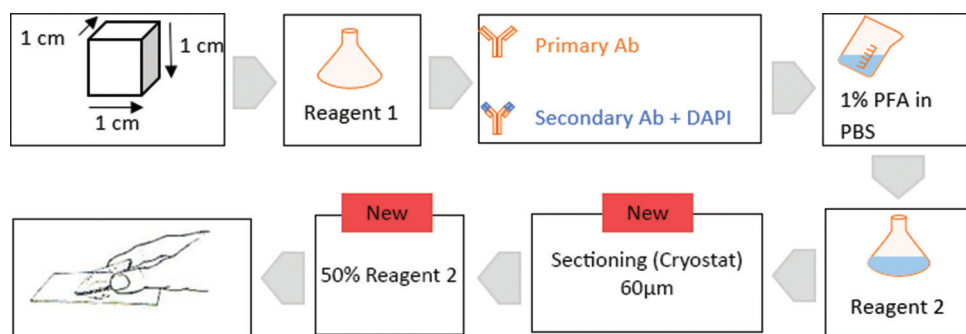 1 cm
1 cm
1 cm
Reagent 1
Primary Ab
Secondary Ab + DAPI
1% PFA in
PBS
Reagent 2
New
Sectioning (Cryostat)
60µm
New
50% Reagent 2